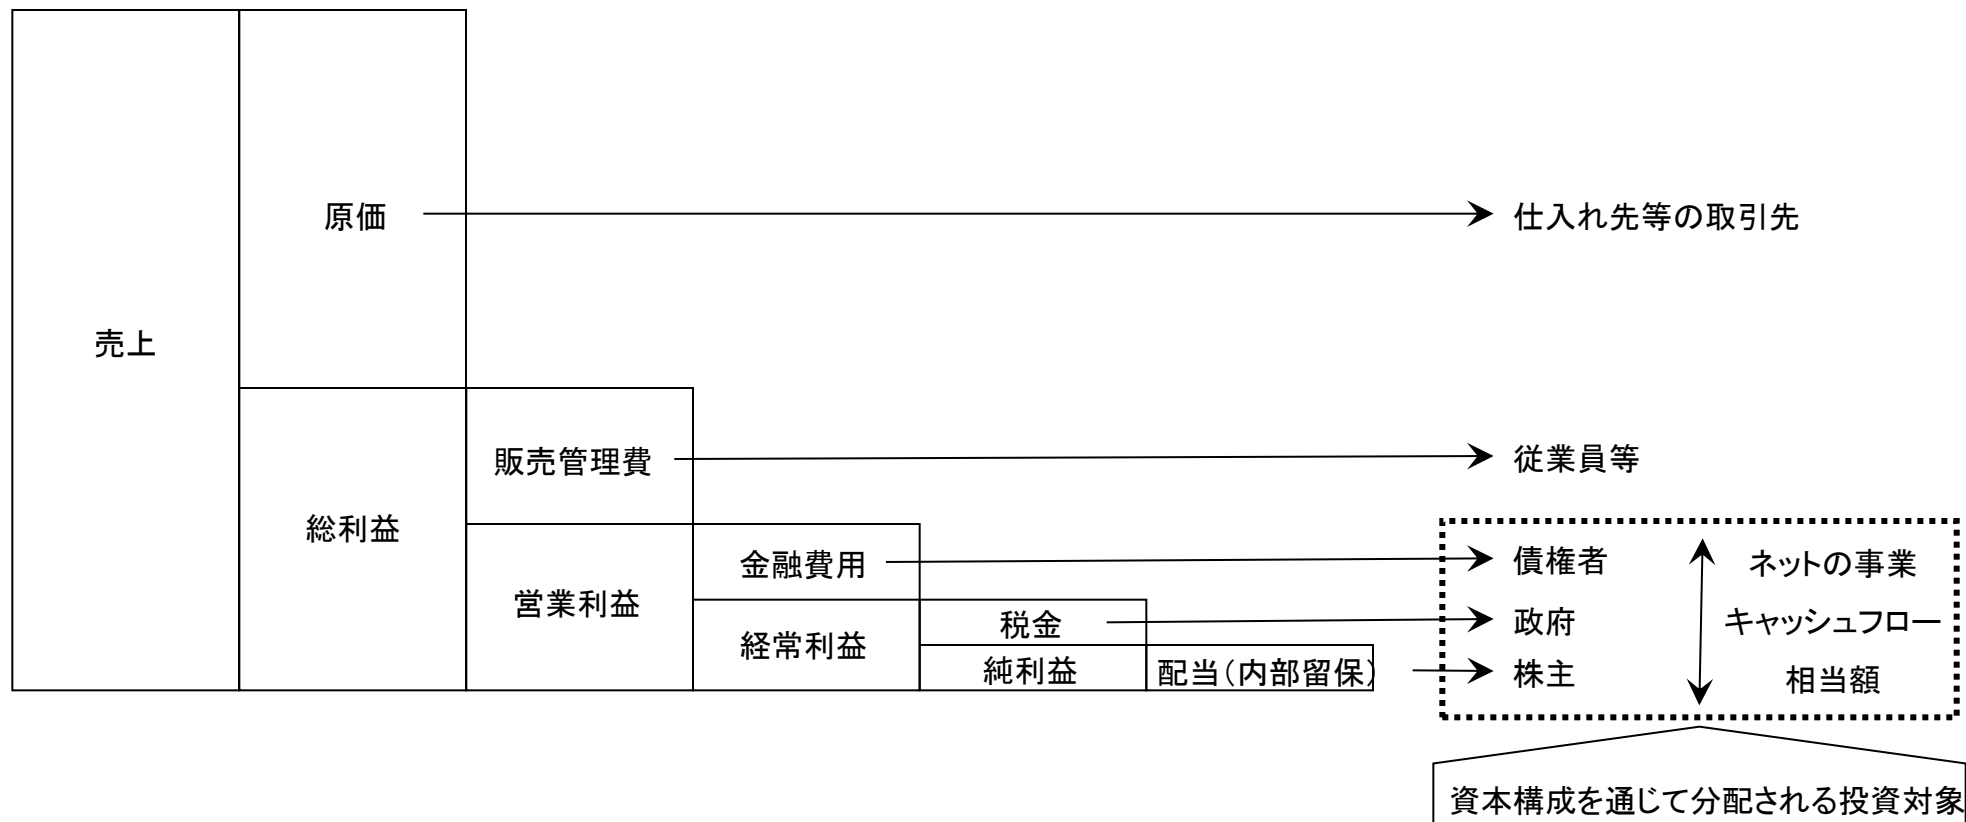 売上
原価
仕入れ先等の取引先
総利益
販売管理費
従業員等
営業利益
金融費用
債権者
経常利益
税金
政府
純利益
配当（内部留保）
株主
ネットの事業
キャッシュフロー
相当額
資本構成を通じて分配される投資対象